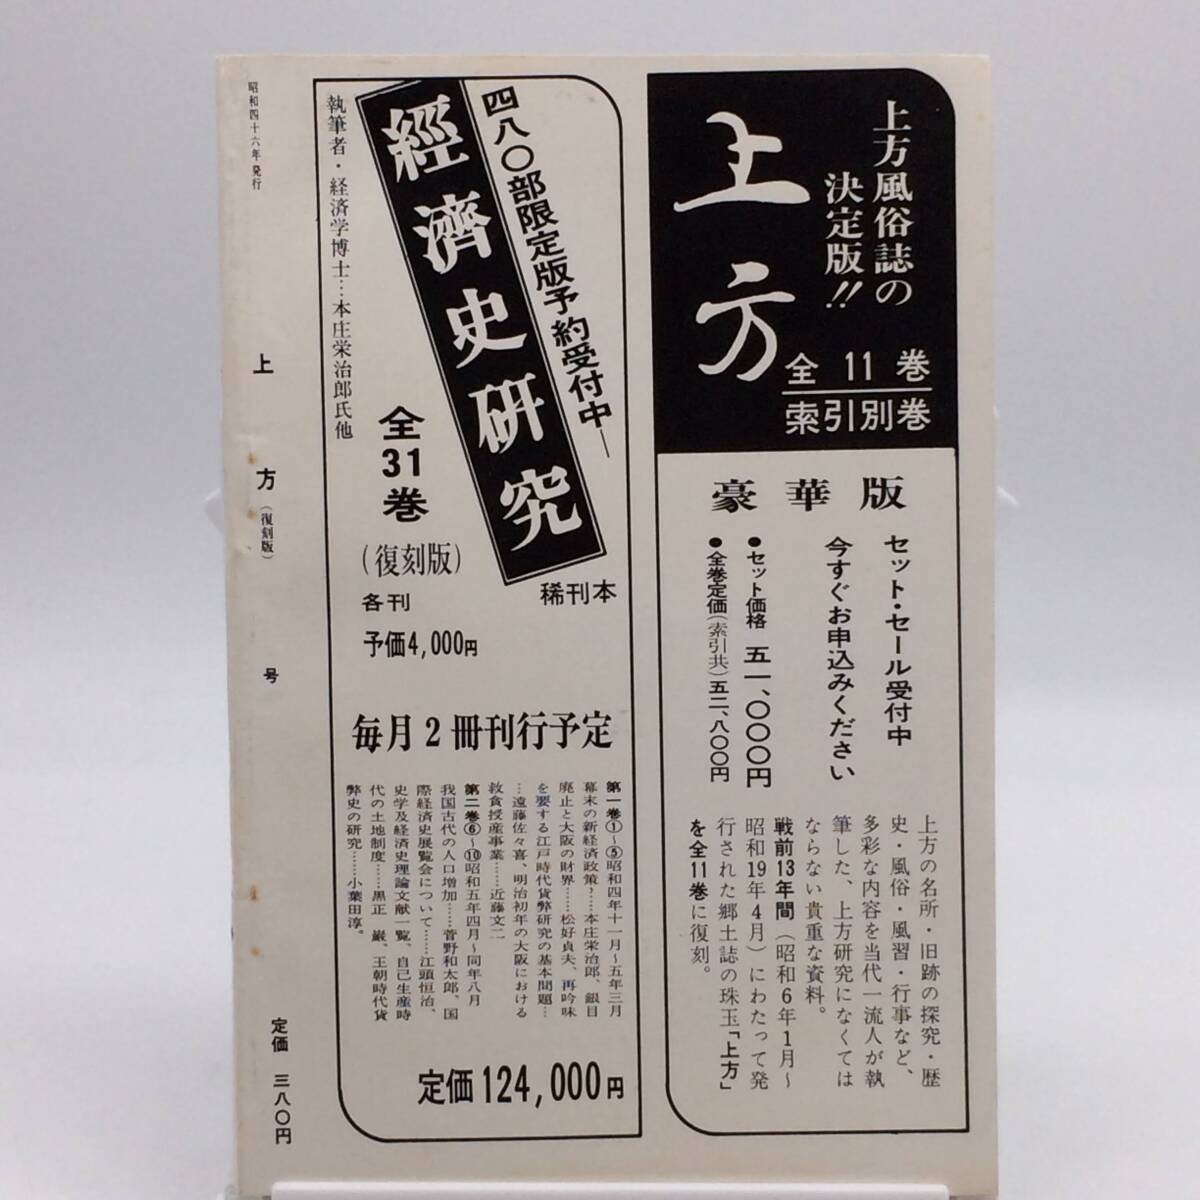 上方風俗誌の
決定版!!
上方
全11巻
索引別巻
豪華版
セット・セール受付中
今すぐお申込みください
●セット価格 五一、〇〇〇円
●全巻定価(索引共)五二、八〇〇円
上方の名所・旧跡の探究・歴
史・風俗・風習・行事など、
多彩な内容を当代一流人が執
筆した、上方研究になくては
ならない貴重な資料。
戦前13年間(昭和6年1月〜
昭和19年4月)にわたって発
行された郷土誌の珠玉「上方」
を全11巻に復刻。
四八〇部限定版予約受付中―
經濟史研究
稀刊本
執筆者・経済学博士…本庄栄治郎氏他
全31巻
(復刻版)
各刊
予価4,000円
毎月2冊刊行予定
第一巻①〜⑤昭和四年十一月〜五年三月
幕末の新経済政策……本庄栄治郎、銀目
廃止と大阪の財界……松好貞夫、再吟味
を要する江戸時代貨弊研究の基本問題…
…遠藤佐々喜、明治初年の大阪における
救貧授産事業……近藤文二
第二巻⑥〜⑩昭和五年四月〜同年八月
我国古代の人口増加……菅野和太郎、国
際経済史展覧会について……江頭恒治、
史学及経済史理論文献一覧、自己生産時
代の土地制度……黒正 巌、王朝時代貨
弊史の研究……小葉田淳。
定価124,000円
昭和四十六年発行
上方(復刻版)号
定価 三八〇円